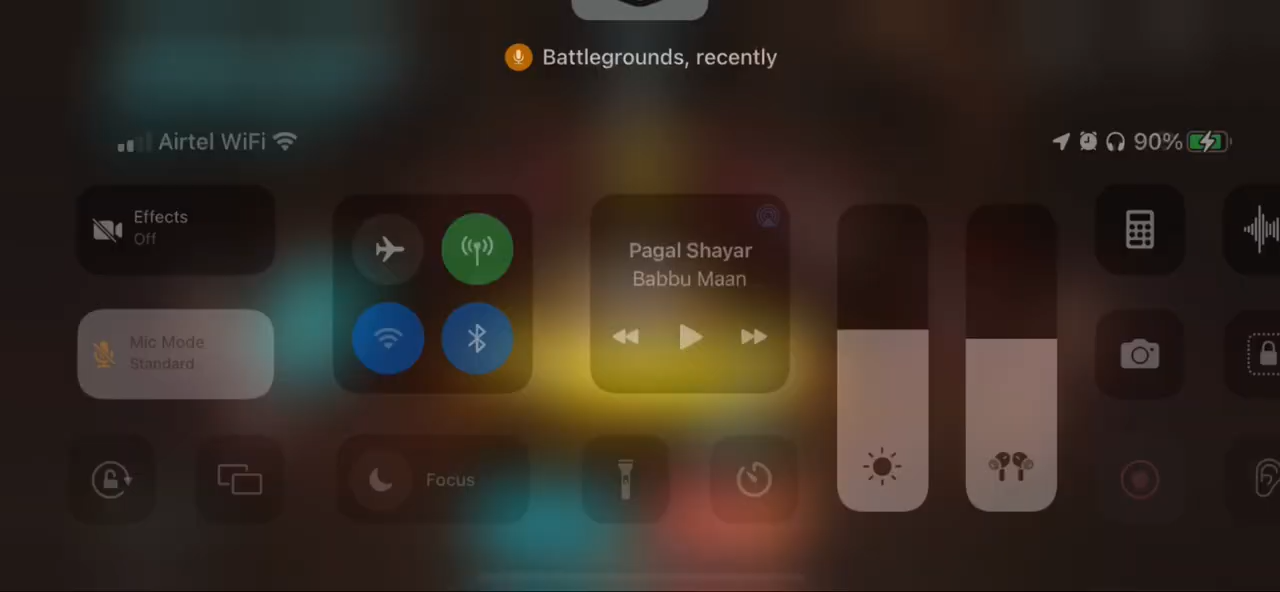 Battlegrounds, recently
Airtel WiFi
90%
Effects
Off
Pagal Shayar
Babbu Maan
Mic Mode
Standard
Focus